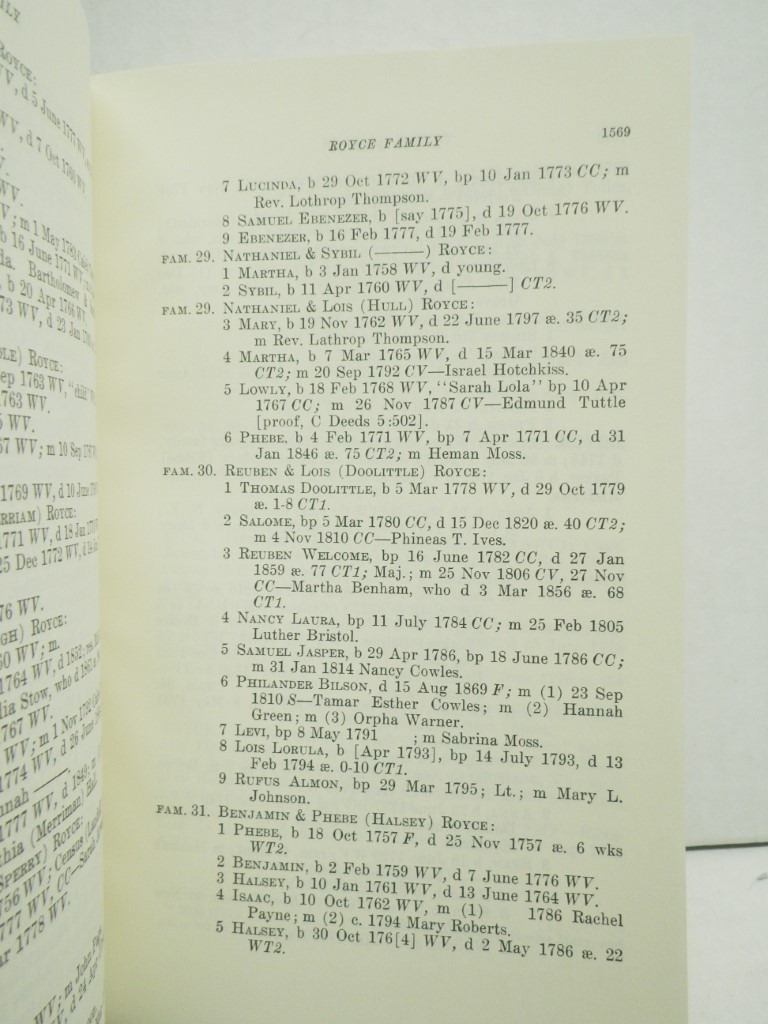 ROYCE FAMILY 1569
7 LUCINDA, b 29 Oct 1772 WV, bp 10 Jan 1773 CC; m
Rev. Lothrop Thompson.
8 SAMUEL EBENEZER, b [say 1775], d 19 Oct 1776 WV.
9 EBENEZER, b 16 Feb 1777, d 19 Feb 1777.
FAM. 29. NATHANIEL & SYBIL (———) ROYCE:
1 MARTHA, b 3 Jan 1758 WV, d young.
2 SYBIL, b 11 Apr 1760 WV, d [———] CT2.
FAM. 29. NATHANIEL & LOIS (HULL) ROYCE:
3 MARY, b 19 Nov 1762 WV, d 22 June 1797 æ. 35 CT2;
m Rev. Lathrop Thompson.
4 MARTHA, b 7 Mar 1765 WV, d 15 Mar 1840 æ. 75
CT2; m 20 Sep 1792 CV—Israel Hotchkiss.
5 LOWLY, b 18 Feb 1768 WV, "Sarah Lola" bp 10 Apr
1767 CC; m 26 Nov 1787 CV—Edmund Tuttle
[proof, C Deeds 5:502].
6 PHEBE, b 4 Feb 1771 WV, bp 7 Apr 1771 CC, d 31
Jan 1846 æ. 75 CT2; m Heman Moss.
FAM. 30. REUBEN & LOIS (DOOLITTLE) ROYCE:
1 THOMAS DOOLITTLE, b 5 Mar 1778 WV, d 29 Oct 1779
æ. 1-8 CT1.
2 SALOME, bp 5 Mar 1780 CC, d 15 Dec 1820 æ. 40 CT2;
m 4 Nov 1810 CC—Phineas T. Ives.
3 REUBEN WELCOME, bp 16 June 1782 CC, d 27 Jan
1859 æ. 77 CT1; Maj.; m 25 Nov 1806 CV, 27 Nov
CC—Martha Benham, who d 3 Mar 1856 æ. 68
CT1.
4 NANCY LAURA, bp 11 July 1784 CC; m 25 Feb 1805
Luther Bristol.
5 SAMUEL JASPER, b 29 Apr 1786, bp 18 June 1786 CC;
m 31 Jan 1814 Nancy Cowles.
6 PHILANDER BILSON, d 15 Aug 1869 F; m (1) 23 Sep
1810 S—Tamar Esther Cowles; m (2) Hannah
Green; m (3) Orpha Warner.
7 LEVI, bp 8 May 1791 ; m Sabrina Moss.
8 LOIS LORULA, b [Apr 1793], bp 14 July 1793, d 13
Feb 1794 æ. 0-10 CT1.
9 RUFUS ALMON, bp 29 Mar 1795; Lt.; m Mary L.
Johnson.
FAM. 31. BENJAMIN & PHEBE (HALSEY) ROYCE:
1 PHEBE, b 18 Oct 1757 F, d 25 Nov 1757 æ. 6 wks
WT2.
2 BENJAMIN, b 2 Feb 1759 WV, d 7 June 1776 WV.
3 HALSEY, b 10 Jan 1761 WV, d 13 June 1764 WV.
4 ISAAC, b 10 Oct 1762 WV, m (1) 1786 Rachel
Payne; m (2) c. 1794 Mary Roberts.
5 HALSEY, b 30 Oct 176[4] WV, d 2 May 1786 æ. 22
WT2.